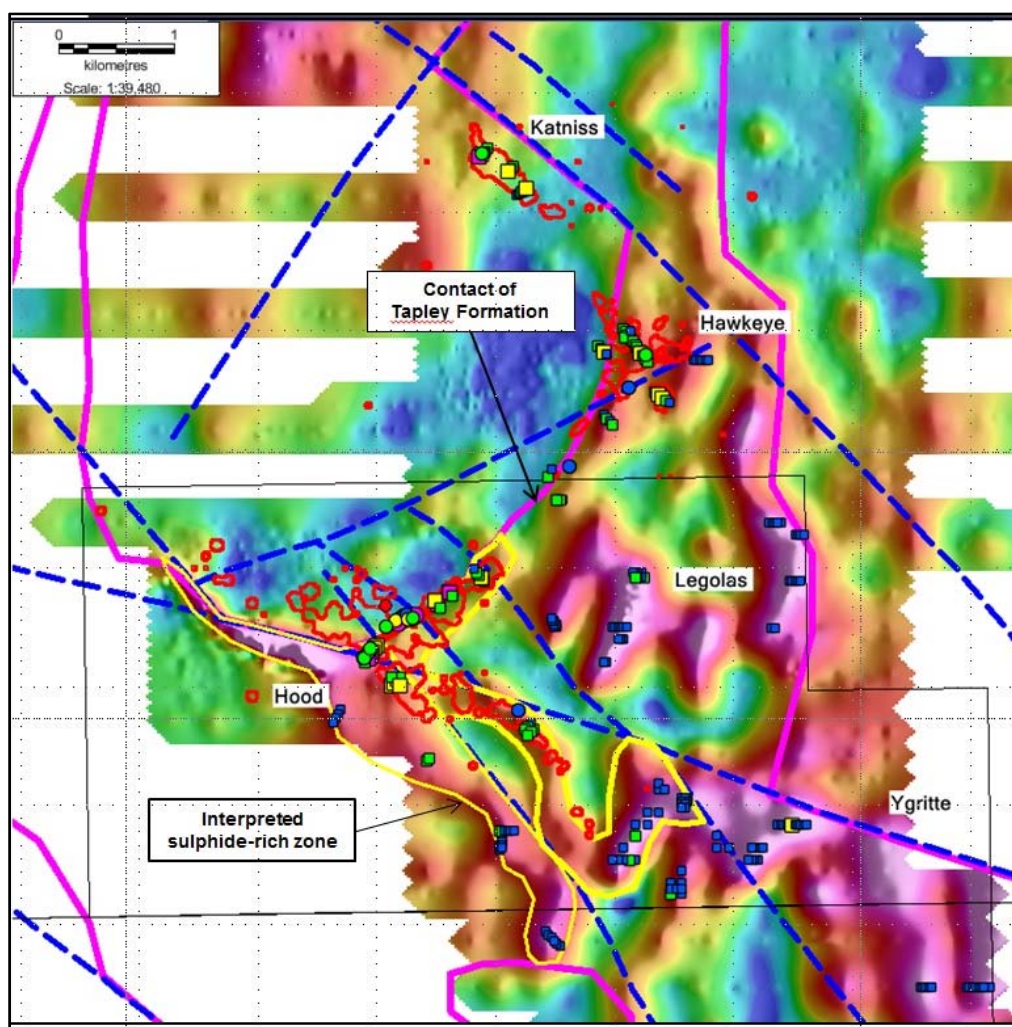 0 1
kilometres
Scale: 1:39,480
Katniss
Contact of
Tapley Formation
Hawkeye
Legolas
Hood
Interpreted
sulphide-rich zone
Ygritte